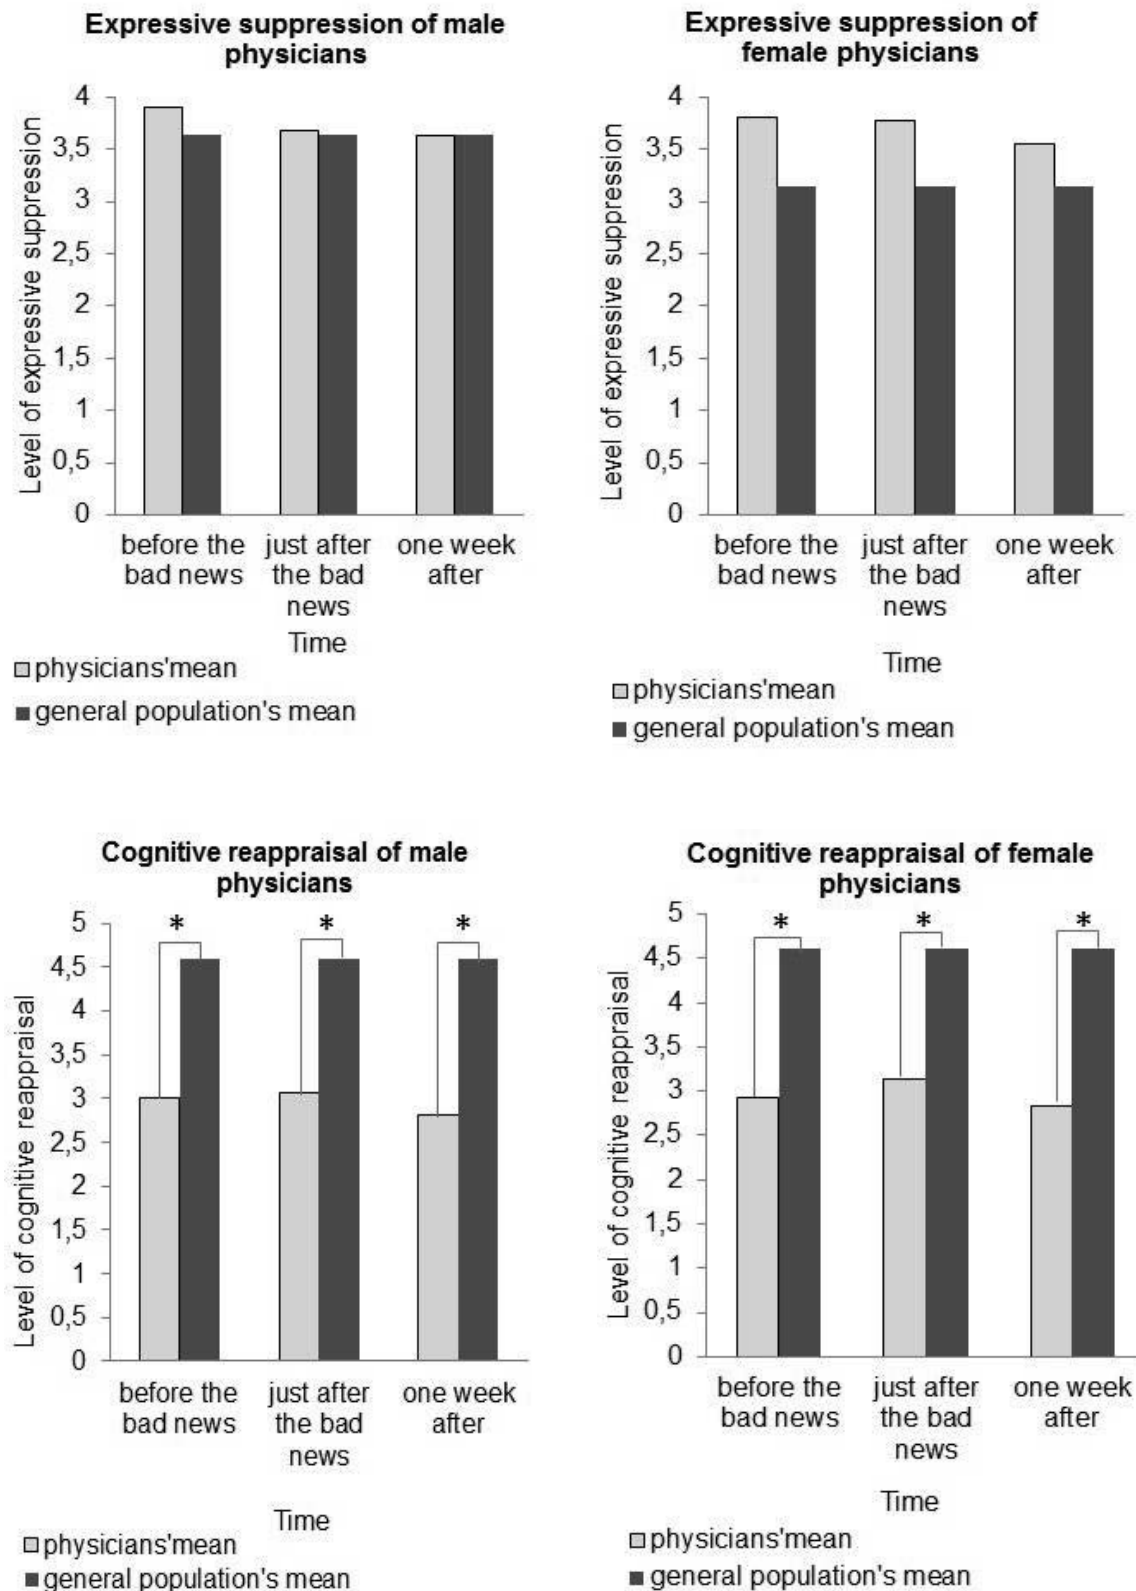 Expressive suppression of male
physicians
Level of expressive suppression
4
3,5
3
2,5
2
1,5
1
0,5
0
before the
bad news
just after
the bad
news
one week
after
Time
physicians'mean
general population's mean
Expressive suppression of
female physicians
Level of expressive suppression
4
3,5
3
2,5
2
1,5
1
0,5
0
before the
bad news
just after
the bad
news
one week
after
Time
physicians'mean
general population's mean
Cognitive reappraisal of male
physicians
Level of cognitive reappraisal
5
4,5
4
3,5
3
2,5
2
1,5
1
0,5
0
* * *
before the
bad news
just after
the bad
news
one week
after
Time
physicians'mean
general population's mean
Cognitive reappraisal of female
physicians
Level of cognitive reappraisal
5
4,5
4
3,5
3
2,5
2
1,5
1
0,5
0
* * *
before the
bad news
just after
the bad
news
one week
after
Time
physicians'mean
general population's mean